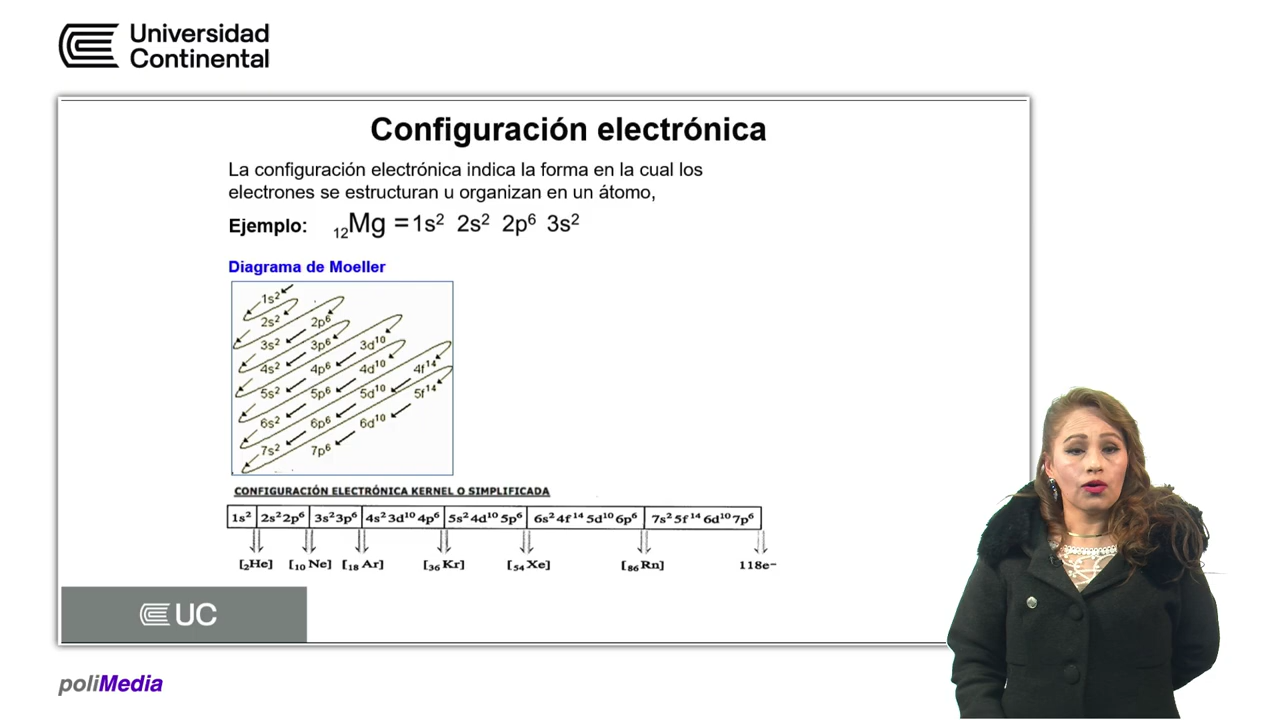 Universidad
Continental
Configuración electrónica
La configuración electrónica indica la forma en la cual los
electrones se estructuran u organizan en un átomo,
Ejemplo: ₁₂Mg = 1s² 2s² 2p⁶ 3s²
Diagrama de Moeller
1s²
2s² 2p⁶
3s² 3p⁶ 3d¹⁰
4s² 4p⁶ 4d¹⁰ 4f¹⁴
5s² 5p⁶ 5d¹⁰ 5f¹⁴
6s² 6p⁶ 6d¹⁰
7s² 7p⁶
CONFIGURACIÓN ELECTRÓNICA KERNEL O SIMPLIFICADA
1s² 2s² 2p⁶ 3s² 3p⁶ 4s² 3d¹⁰ 4p⁶ 5s² 4d¹⁰ 5p⁶ 6s² 4f¹⁴ 5d¹⁰ 6p⁶ 7s² 5f¹⁴ 6d¹⁰ 7p⁶
[₂He] [₁₀Ne] [₁₈Ar] [₃₆Kr] [₅₄Xe] [₈₆Rn] 118e-
UC
poliMedia